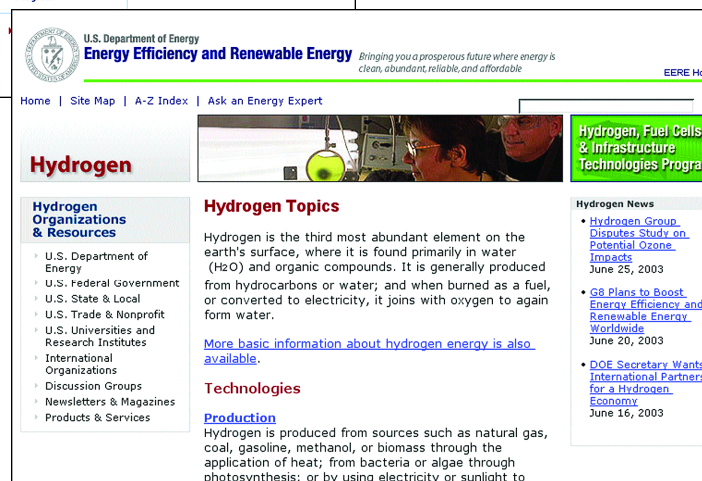 U.S. Department of Energy
Energy Efficiency and Renewable Energy
Bringing you a prosperous future where energy is
clean, abundant, reliable, and affordable
EERE
Home | Site Map | A-Z Index | Ask an Energy Expert
Hydrogen
Hydrogen, Fuel Cells
& Infrastructure
Technologies
Hydrogen
Organizations
& Resources
U.S. Department of
Energy
U.S. Federal Government
U.S. State & Local
U.S. Trade & Nonprofit
U.S. Universities and
Research Institutes
International
Organizations
Discussion Groups
Newsletters & Magazines
Products & Services
Hydrogen Topics
Hydrogen is the third most abundant element on the
earth's surface, where it is found primarily in water
(H2O) and organic compounds. It is generally produced
from hydrocarbons or water; and when burned as a fuel,
or converted to electricity, it joins with oxygen to again
form water.
More basic information about hydrogen energy is also
available.
Technologies
Production
Hydrogen is produced from sources such as natural gas,
coal, gasoline, methanol, or biomass through the
application of heat; from bacteria or algae through
photosynthesis; or by using electricity or sunlight to
Hydrogen News
• Hydrogen Group
Disputes Study on
Potential Ozone
Impacts
June 25, 2003
• G8 Plans to Boost
Energy Efficiency and
Renewable Energy
Worldwide
June 20, 2003
• DOE Secretary Wants
International Partners
for a Hydrogen
Economy
June 16, 2003